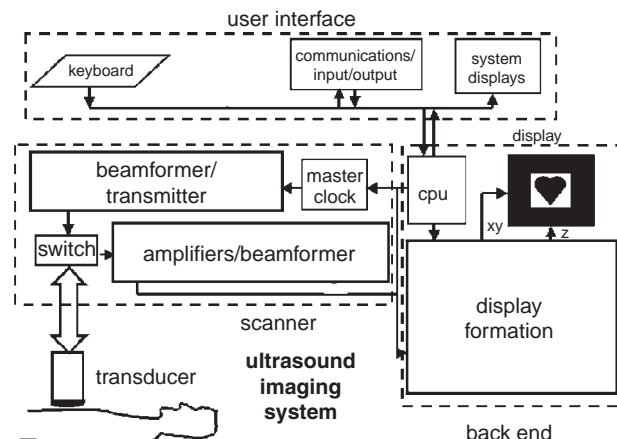 user interface
keyboard
communications/
input/output
system
displays
display
beamformer/
transmitter
master
clock
cpu
xy
z
switch
amplifiers/beamformer
display
formation
scanner
transducer
ultrasound
imaging
system
back end